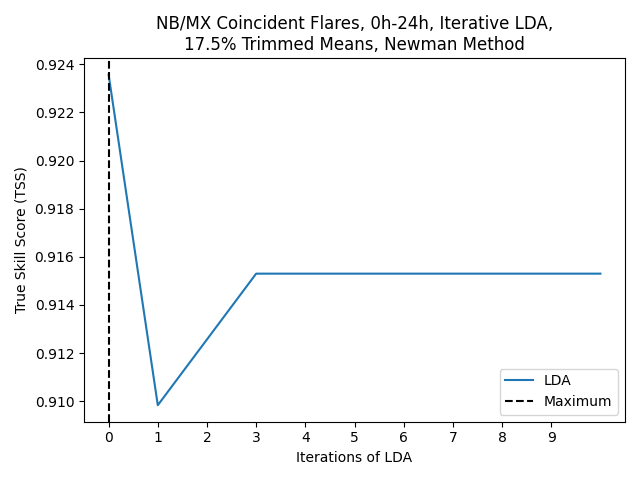 NB/MX Coincident Flares, 0h-24h, Iterative LDA,
17.5% Trimmed Means, Newman Method
0.924
0.922
0.920
0.918
0.916
0.914
0.912
0.910
True Skill Score (TSS)
LDA
Maximum
0 1 2 3 4 5 6 7 8 9
Iterations of LDA